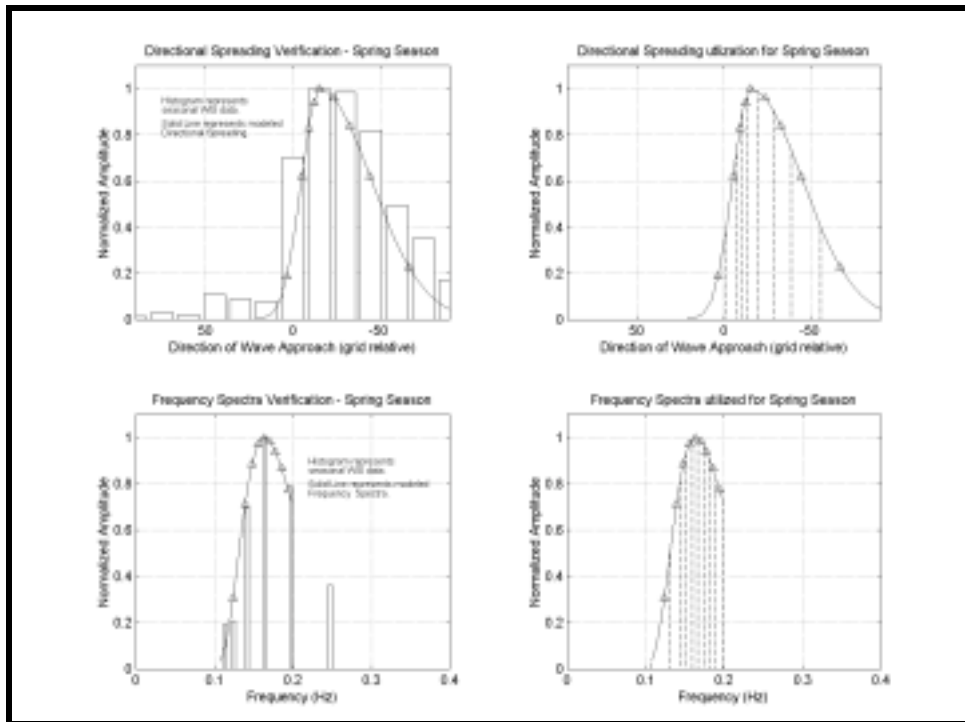 Directional Spreading Verification - Spring Season
Normalized Amplitude
1
0.8
0.6
0.4
0.2
0
Histogram represents
seasonal WIS data.
Solid Line represents modeled
Directional Spreading
50
0
-50
Direction of Wave Approach (grid relative)
Directional Spreading utilization for Spring Season
Normalized Amplitude
1
0.8
0.6
0.4
0.2
0
50
0
-50
Direction of Wave Approach (grid relative)
Frequency Spectra Verification - Spring Season
Normalized Amplitude
1
0.8
0.6
0.4
0.2
0
Histogram represents
seasonal WIS data.
Solid Line represents modeled
Frequency Spectra.
0
0.1
0.2
0.3
0.4
Frequency (Hz)
Frequency Spectra utilized for Spring Season
Normalized Amplitude
1
0.8
0.6
0.4
0.2
0
0
0.1
0.2
0.3
0.4
Frequency (Hz)